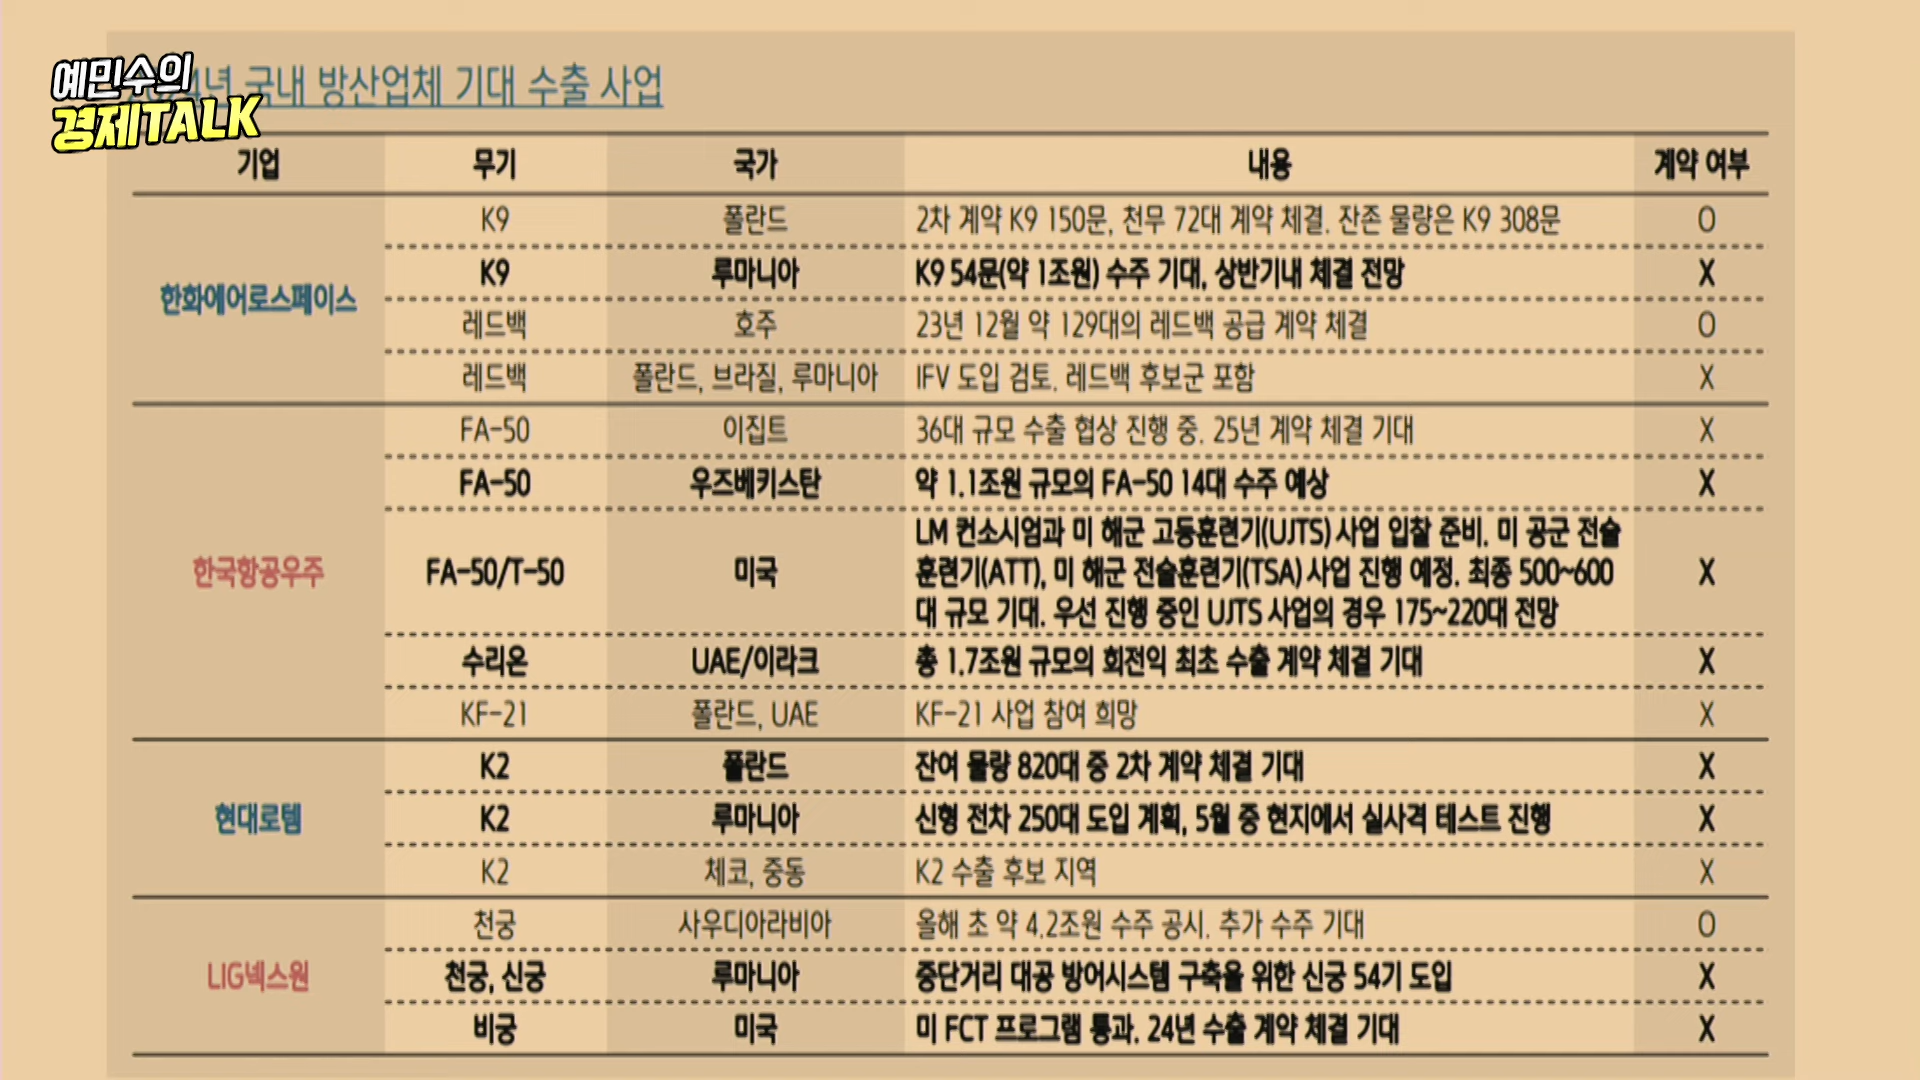 예민수의
경제TALK
년 국내 방산업체 기대 수출 사업
기업 무기 국가 내용 계약 여부
한화에어로스페이스
K9 폴란드 2차 계약 K9 150문, 천무 72대 계약 체결. 잔존 물량은 K9 308문 O
K9 루마니아 K9 54문(약 1조원) 수주 기대, 상반기내 체결 전망 X
레드백 호주 23년 12월 약 129대의 레드백 공급 계약 체결 O
레드백 폴란드, 브라질, 루마니아 IFV 도입 검토. 레드백 후보군 포함 X
한국항공우주
FA-50 이집트 36대 규모 수출 협상 진행 중. 25년 계약 체결 기대 X
FA-50 우즈베키스탄 약 1.1조원 규모의 FA-50 14대 수주 예상 X
FA-50/T-50 미국 LM 컨소시엄과 미 해군 고등훈련기(UJTS) 사업 입찰 준비. 미 공군 전술
훈련기(ATT), 미 해군 전술훈련기(TSA) 사업 진행 예정. 최종 500~600
대 규모 기대. 우선 진행 중인 UJTS 사업의 경우 175~220대 전망 X
수리온 UAE/이라크 총 1.7조원 규모의 회전익 최초 수출 계약 체결 기대 X
KF-21 폴란드, UAE KF-21 사업 참여 희망 X
현대로템
K2 폴란드 잔여 물량 820대 중 2차 계약 체결 기대 X
K2 루마니아 신형 전차 250대 도입 계획, 5월 중 현지에서 실사격 테스트 진행 X
K2 체코, 중동 K2 수출 후보 지역 X
LIG넥스원
천궁 사우디아라비아 올해 초 약 4.2조원 수주 공시. 추가 수주 기대 O
천궁, 신궁 루마니아 중단거리 대공 방어시스템 구축을 위한 신궁 54기 도입 X
비궁 미국 미 FCT 프로그램 통과. 24년 수출 계약 체결 기대 X